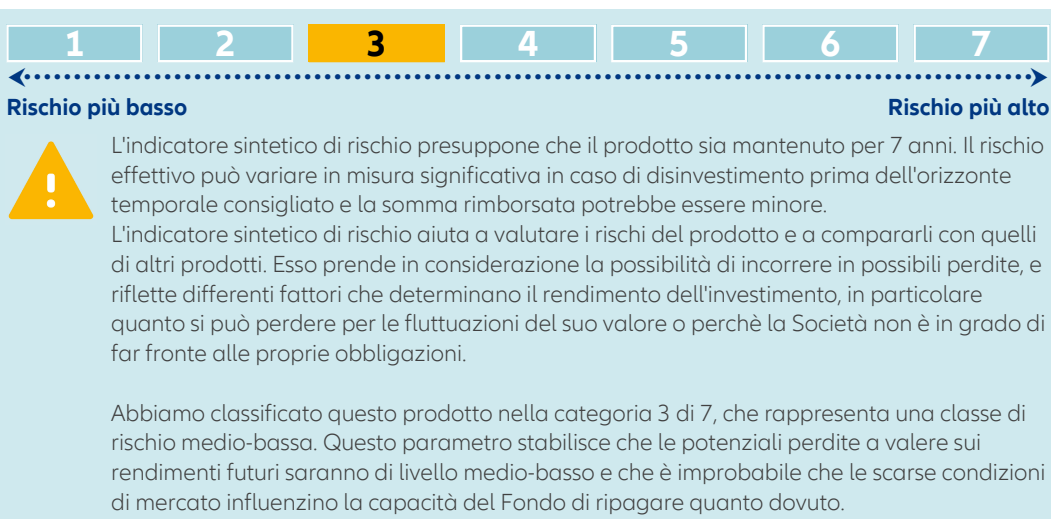 1 2 3 4 5 6 7
Rischio più basso Rischio più alto
L'indicatore sintetico di rischio presuppone che il prodotto sia mantenuto per 7 anni. Il rischio
effettivo può variare in misura significativa in caso di disinvestimento prima dell'orizzonte
temporale consigliato e la somma rimborsata potrebbe essere minore.
L'indicatore sintetico di rischio aiuta a valutare i rischi del prodotto e a compararli con quelli
di altri prodotti. Esso prende in considerazione la possibilità di incorrere in possibili perdite, e
riflette differenti fattori che determinano il rendimento dell'investimento, in particolare
quanto si può perdere per le fluttuazioni del suo valore o perchè la Società non è in grado di
far fronte alle proprie obbligazioni.
Abbiamo classificato questo prodotto nella categoria 3 di 7, che rappresenta una classe di
rischio medio-bassa. Questo parametro stabilisce che le potenziali perdite a valere sui
rendimenti futuri saranno di livello medio-basso e che è improbabile che le scarse condizioni
di mercato influenzino la capacità del Fondo di ripagare quanto dovuto.